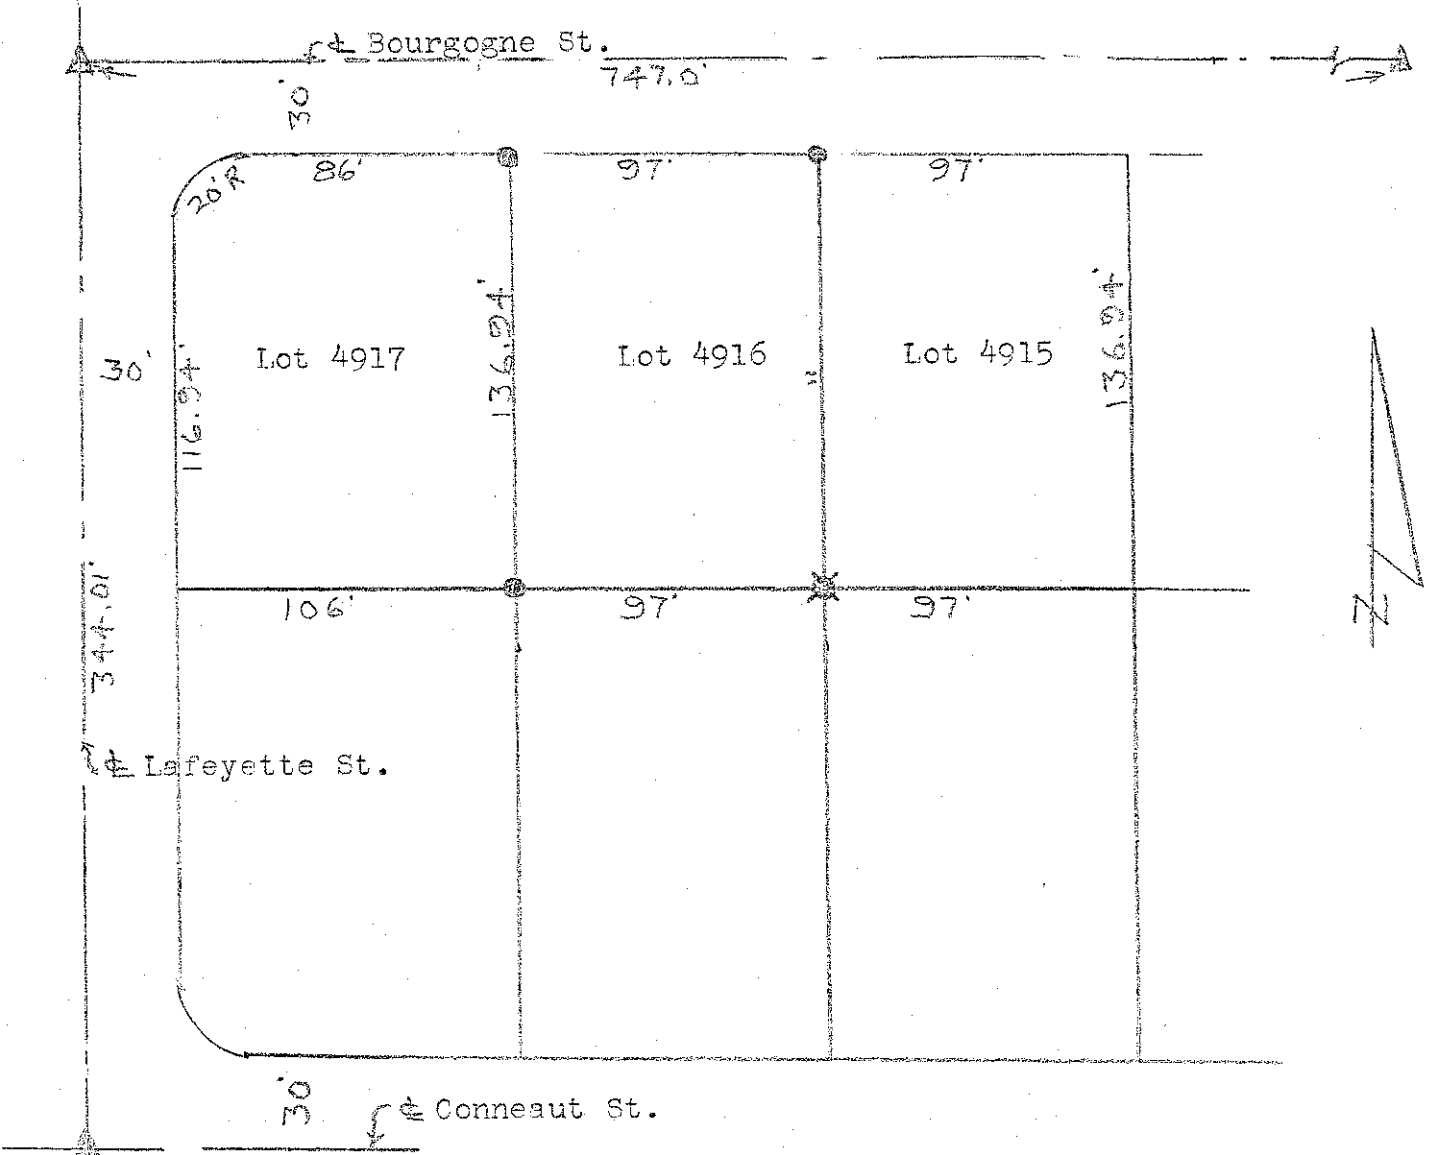 ℄ Bourgogne St.
747.0'
30'
86' 97' 97'
20'R
136.94' 136.94'
Lot 4917 Lot 4916 Lot 4915
30'
"
116.94'
106' 97' 97'
N
344.01'
℄ Lafeyette St.
30'
℄ Conneaut St.